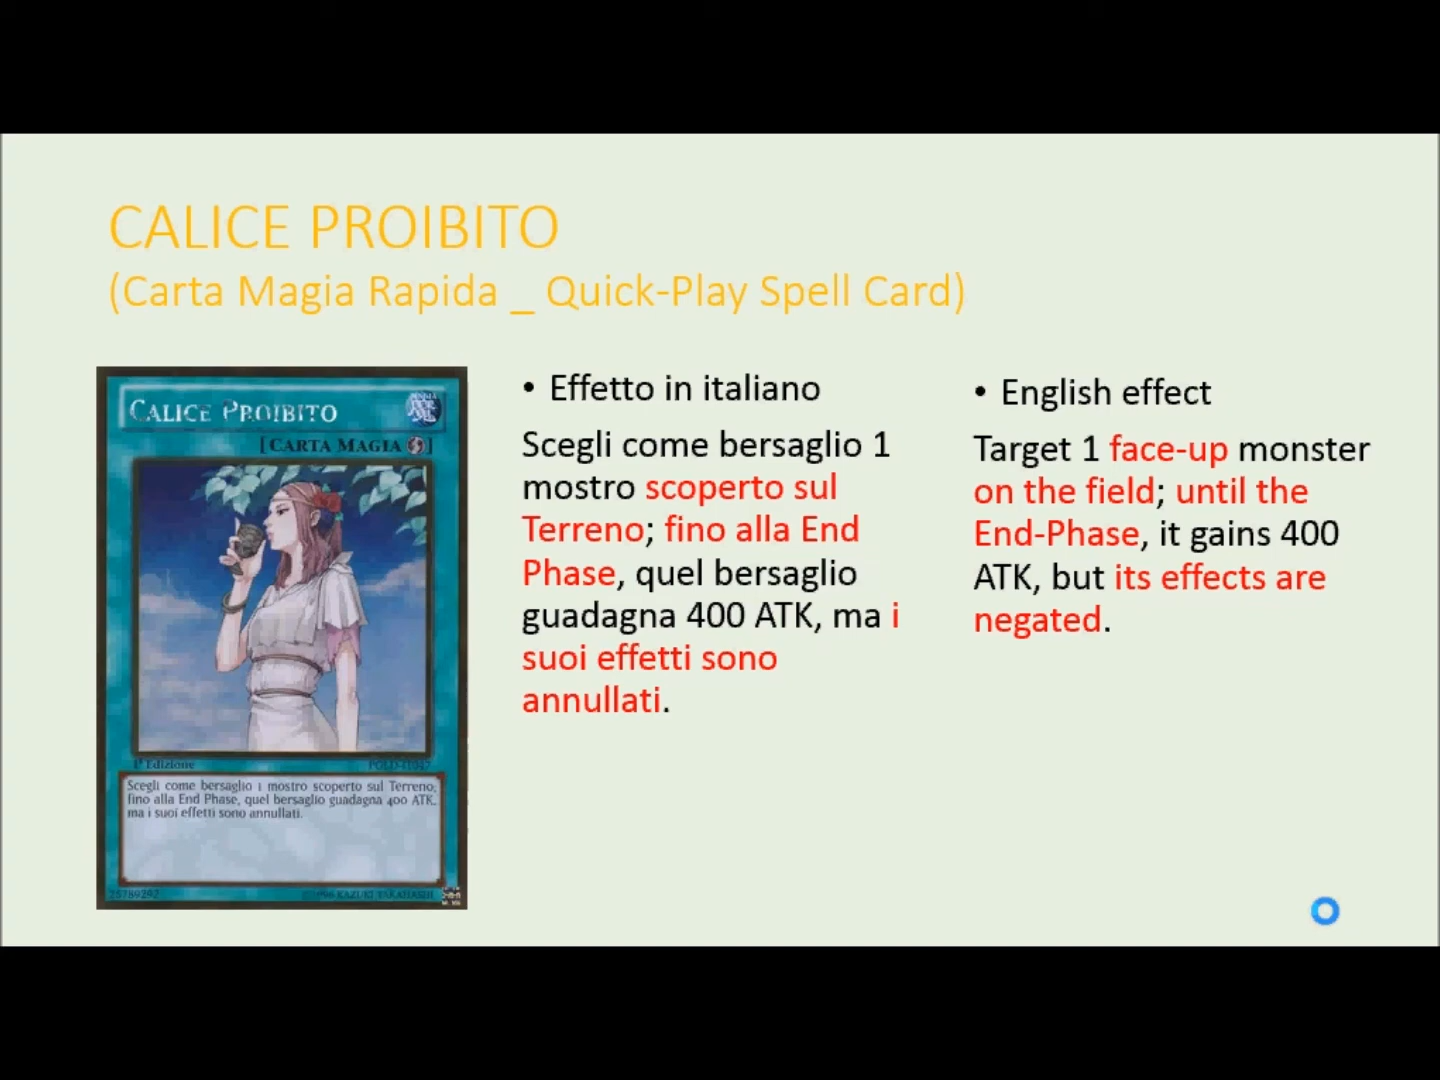 CALICE PROIBITO
(Carta Magia Rapida _ Quick-Play Spell Card)
CALICE PROIBITO
[CARTA MAGIA ]
1ª Edizione
Scegli come bersaglio 1 mostro scoperto sul Terreno;
fino alla End Phase, quel bersaglio guadagna 400 ATK,
ma i suoi effetti sono annullati.
25789292
KAZUKI TAKAHASHI
• Effetto in italiano
Scegli come bersaglio 1
mostro scoperto sul
Terreno; fino alla End
Phase, quel bersaglio
guadagna 400 ATK, ma i
suoi effetti sono
annullati.
• English effect
Target 1 face-up monster
on the field; until the
End-Phase, it gains 400
ATK, but its effects are
negated.